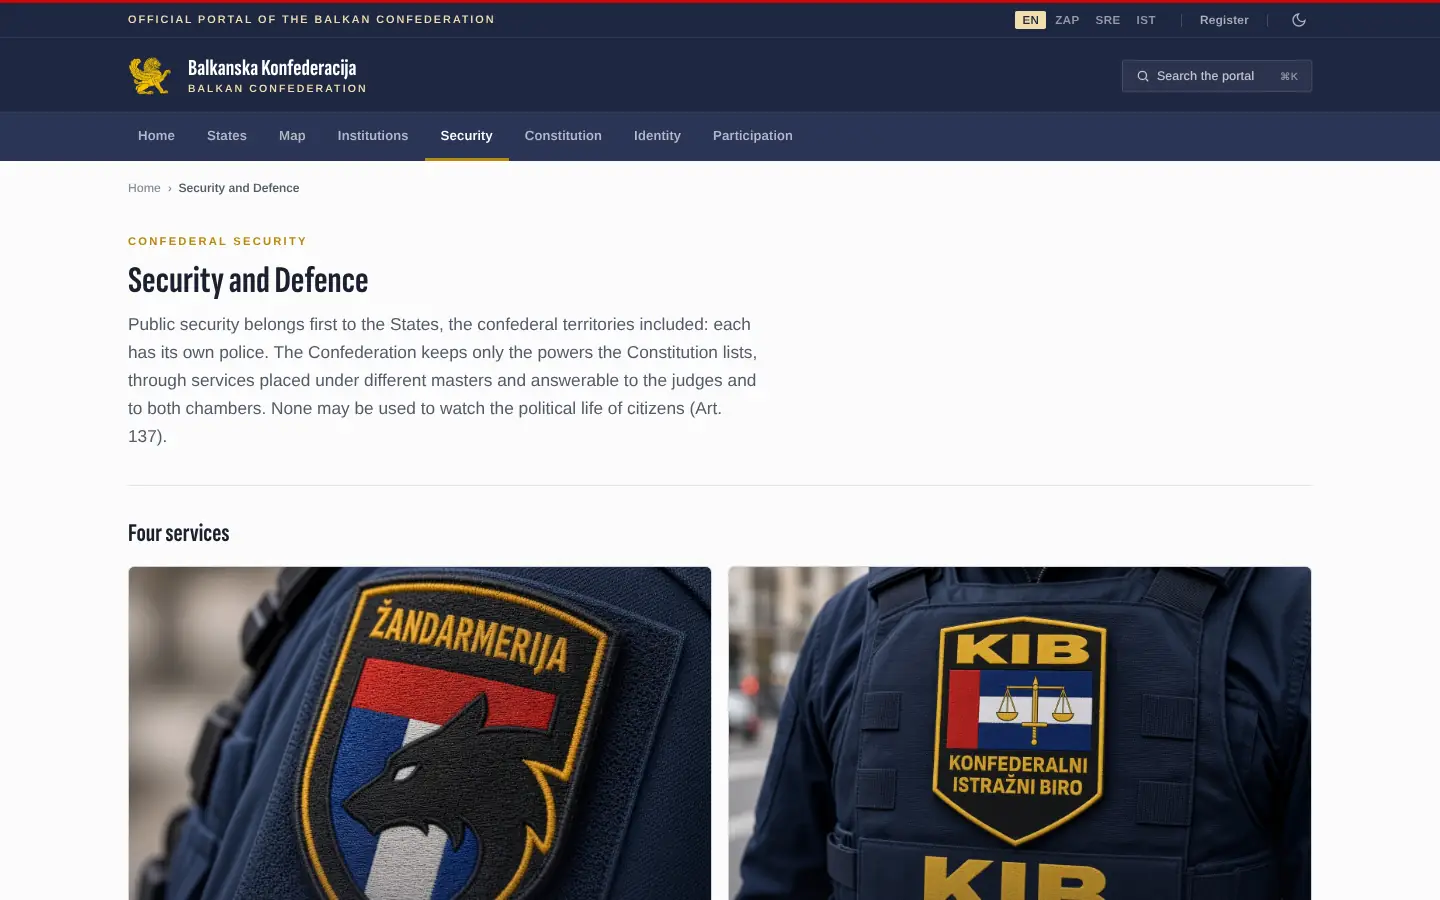 OFFICIAL PORTAL OF THE BALKAN CONFEDERATION
EN ZAP SRE IST Register
Balkanska Konfederacija
BALKAN CONFEDERATION
Search the portal ⌘K
Home States Map Institutions Security Constitution Identity Participation
Home › Security and Defence
CONFEDERAL SECURITY
Security and Defence
Public security belongs first to the States, the confederal territories included: each
has its own police. The Confederation keeps only the powers the Constitution lists,
through services placed under different masters and answerable to the judges and
to both chambers. None may be used to watch the political life of citizens (Art.
137).
Four services
ŽANDARMERIJA
KIB
KONFEDERALNI
ISTRAŽNI BIRO
KIB